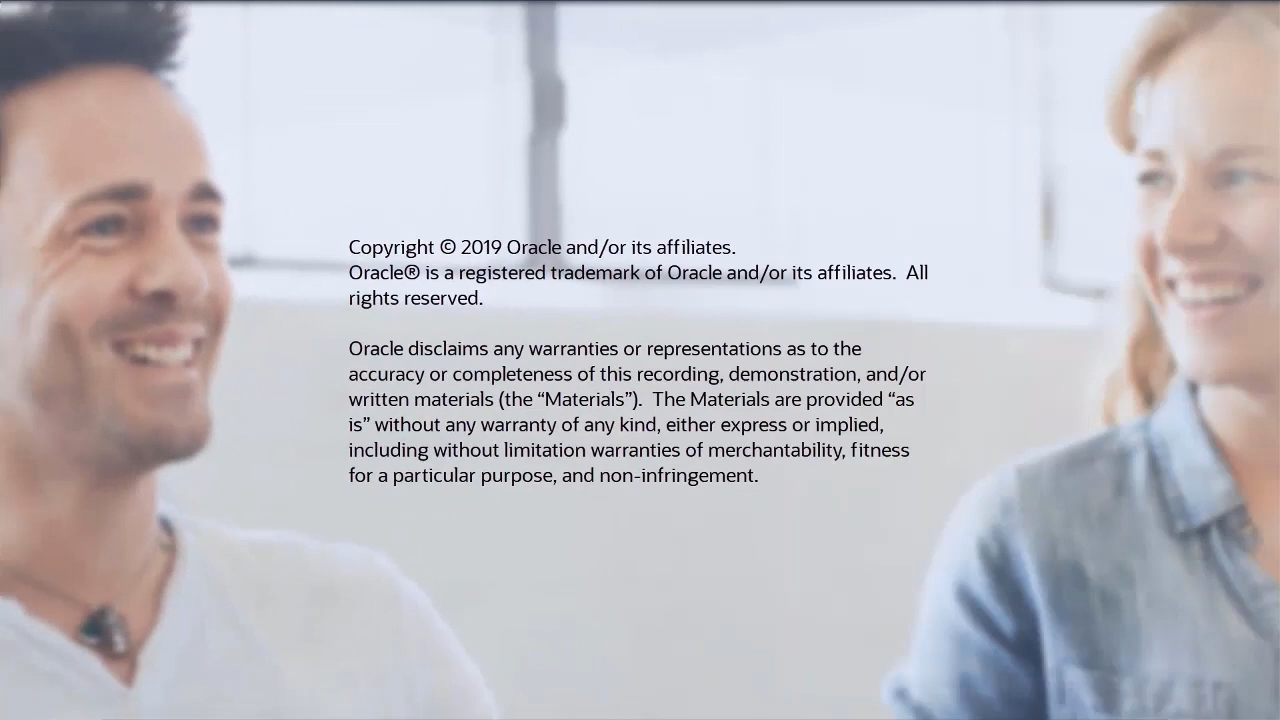 Copyright © 2019 Oracle and/or its affiliates.
Oracle® is a registered trademark of Oracle and/or its affiliates.  All
rights reserved.
Oracle disclaims any warranties or representations as to the
accuracy or completeness of this recording, demonstration, and/or
written materials (the “Materials”).  The Materials are provided “as
is” without any warranty of any kind, either express or implied,
including without limitation warranties of merchantability, fitness
for a particular purpose, and non-infringement.